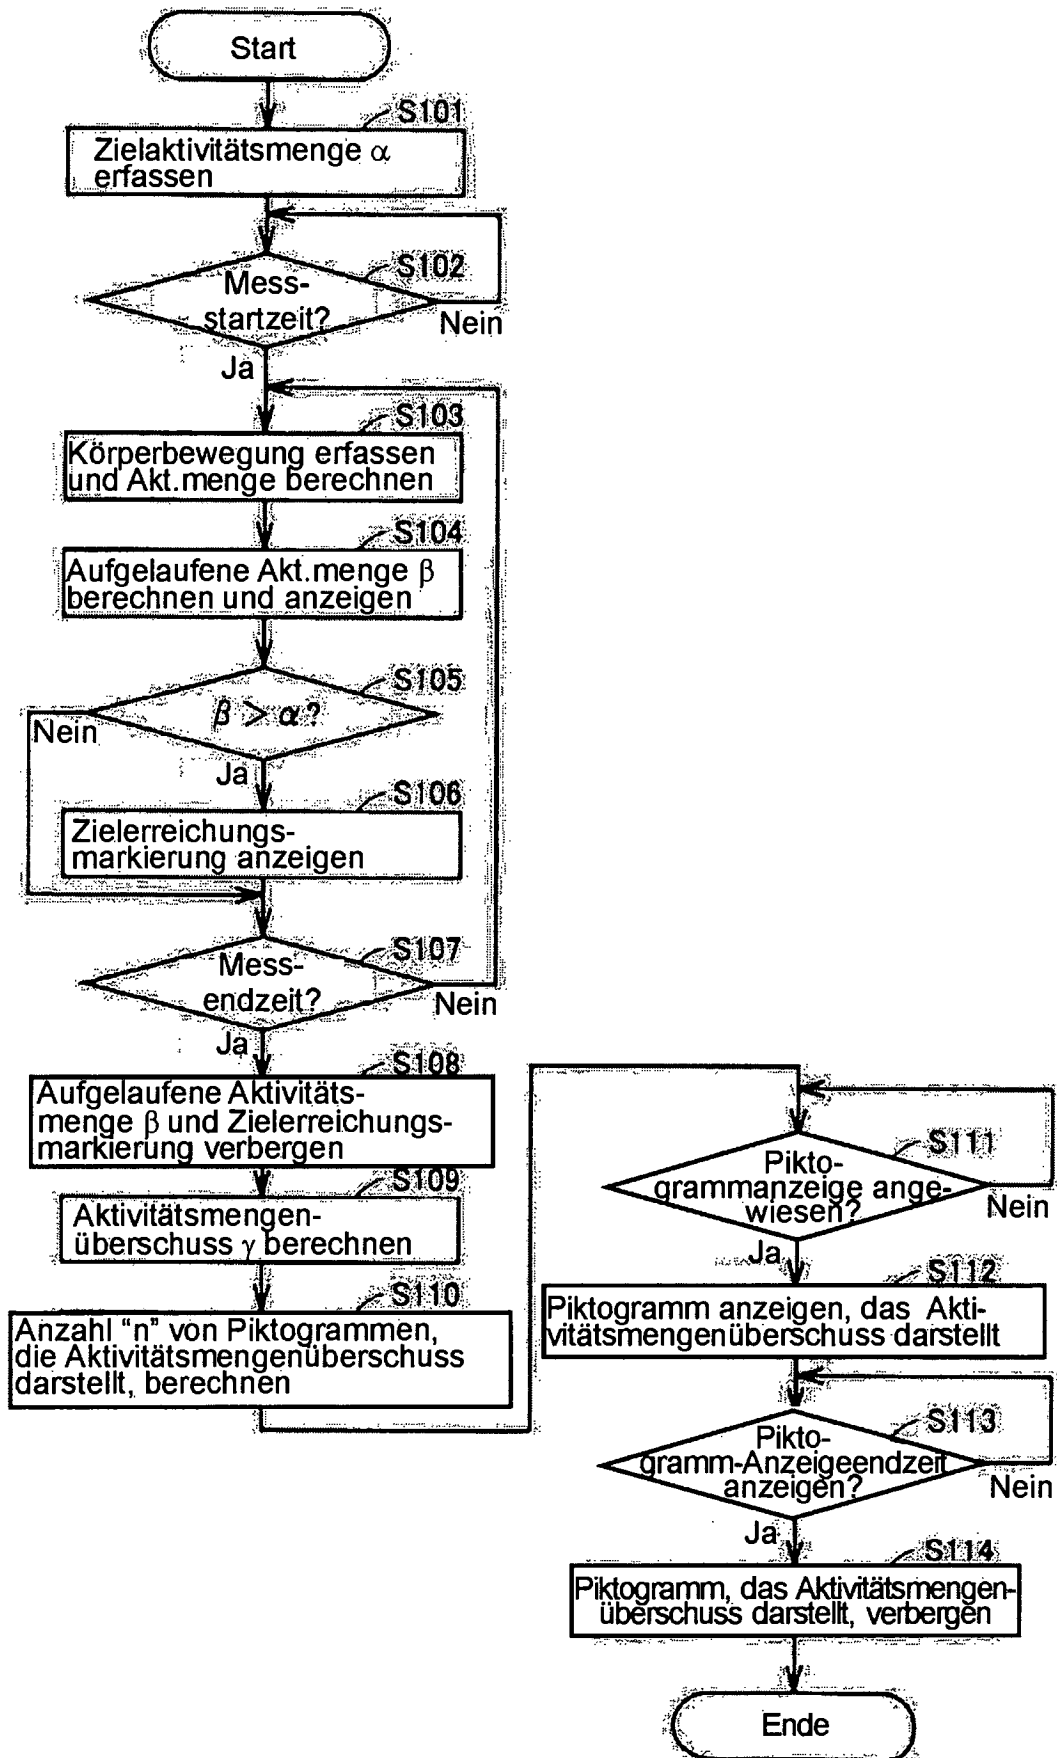 Start
S101
Zielaktivitätsmenge α
erfassen
S102
Mess-
startzeit?
Nein
Ja
S103
Körperbewegung erfassen
und Akt.menge berechnen
S104
Aufgelaufene Akt.menge β
berechnen und anzeigen
S105
β > α?
Nein
Ja
S106
Zielerreichungs-
markierung anzeigen
S107
Mess-
endzeit?
Nein
Ja
S108
Aufgelaufene Aktivitäts-
menge β und Zielerreichungs-
markierung verbergen
S109
Aktivitätsmengen-
überschuss γ berechnen
S110
Anzahl "n" von Piktogrammen,
die Aktivitätsmengenüberschuss
darstellt, berechnen
S111
Pikto-
grammanzeige ange-
wiesen?
Nein
Ja
S112
Piktogramm anzeigen, das Akti-
vitätsmengenüberschuss darstellt
S113
Pikto-
gramm-Anzeigeendzeit
anzeigen?
Nein
Ja
S114
Piktogramm, das Aktivitätsmengen-
überschuss darstellt, verbergen
Ende